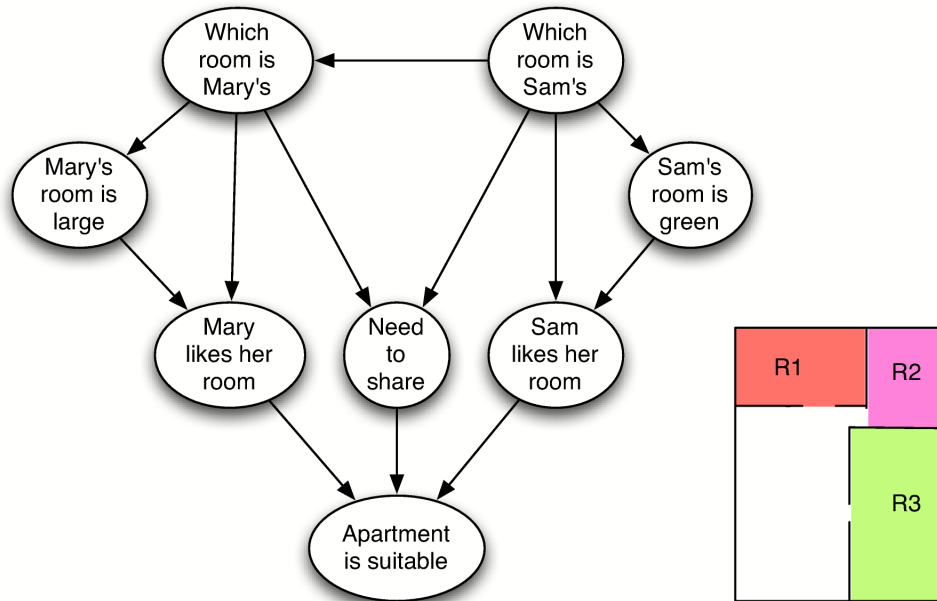 Which
room is
Mary's
Which
room is
Sam's
Mary's
room is
large
Sam's
room is
green
Mary
likes her
room
Need
to
share
Sam
likes her
room
Apartment
is suitable
R1
R2
R3